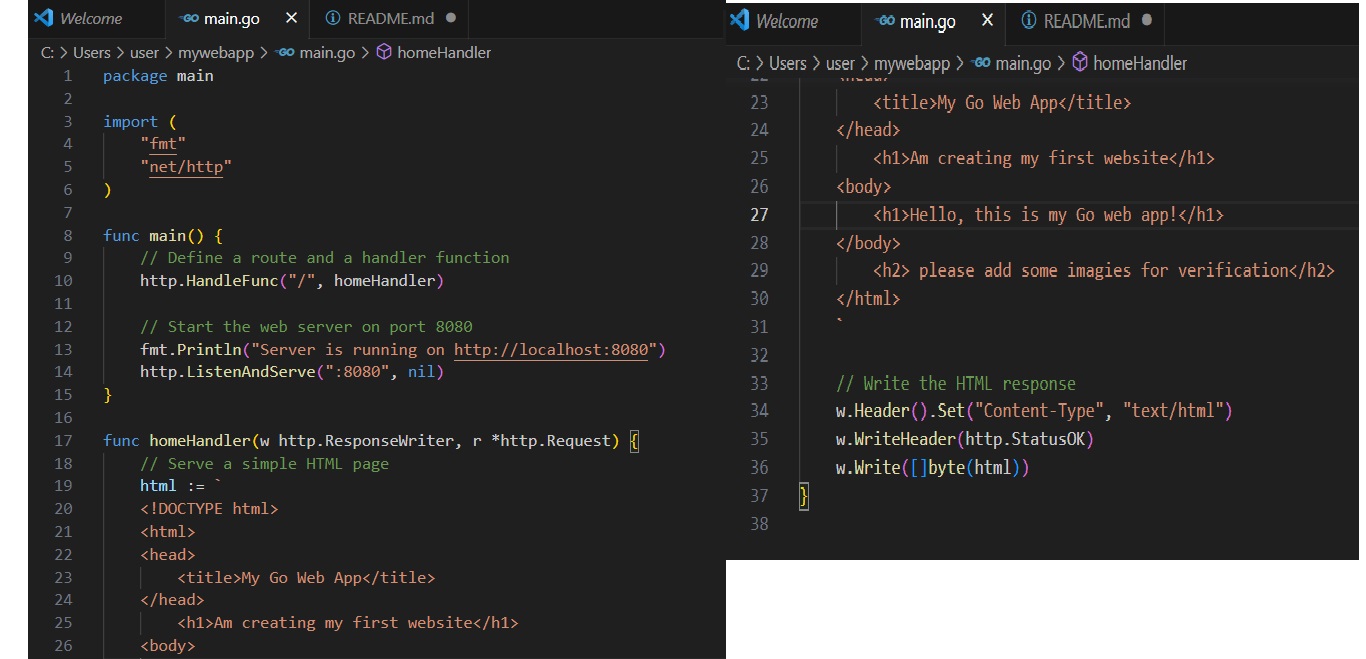 Welcome main.go README.md
C: > Users > user > mywebapp > main.go > homeHandler
1 package main
2
3 import (
4 "fmt"
5 "net/http"
6 )
7
8 func main() {
9 // Define a route and a handler function
10 http.HandleFunc("/", homeHandler)
11
12 // Start the web server on port 8080
13 fmt.Println("Server is running on http://localhost:8080")
14 http.ListenAndServe(":8080", nil)
15 }
16
17 func homeHandler(w http.ResponseWriter, r *http.Request) {
18 // Serve a simple HTML page
19 html := `
20 <!DOCTYPE html>
21 <html>
22 <head>
23 <title>My Go Web App</title>
24 </head>
25 <h1>Am creating my first website</h1>
26 <body>
Welcome main.go README.md
C: > Users > user > mywebapp > main.go > homeHandler
22 <head>
23 <title>My Go Web App</title>
24 </head>
25 <h1>Am creating my first website</h1>
26 <body>
27 <h1>Hello, this is my Go web app!</h1>
28 </body>
29 <h2> please add some imagies for verification</h2>
30 </html>
31 `
32
33 // Write the HTML response
34 w.Header().Set("Content-Type", "text/html")
35 w.WriteHeader(http.StatusOK)
36 w.Write([]byte(html))
37 }
38